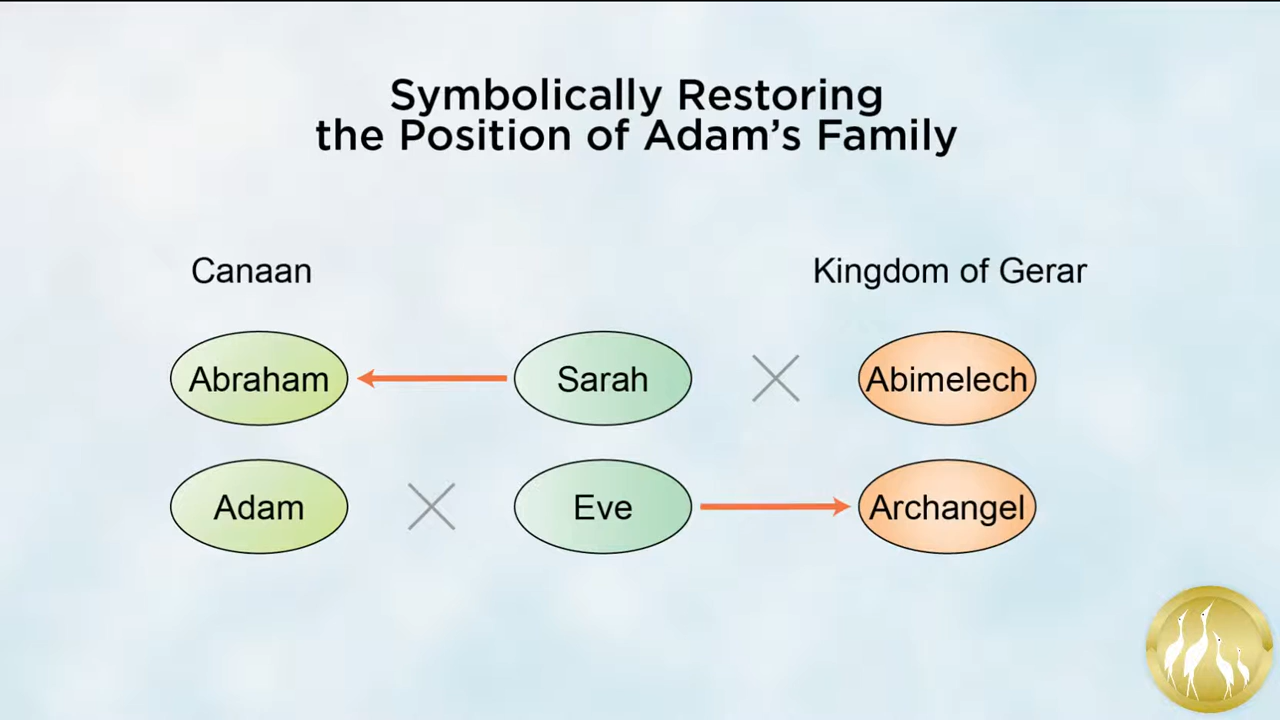 Symbolically Restoring
the Position of Adam’s Family
Canaan
Kingdom of Gerar
Abraham
Sarah
Abimelech
Adam
Eve
Archangel